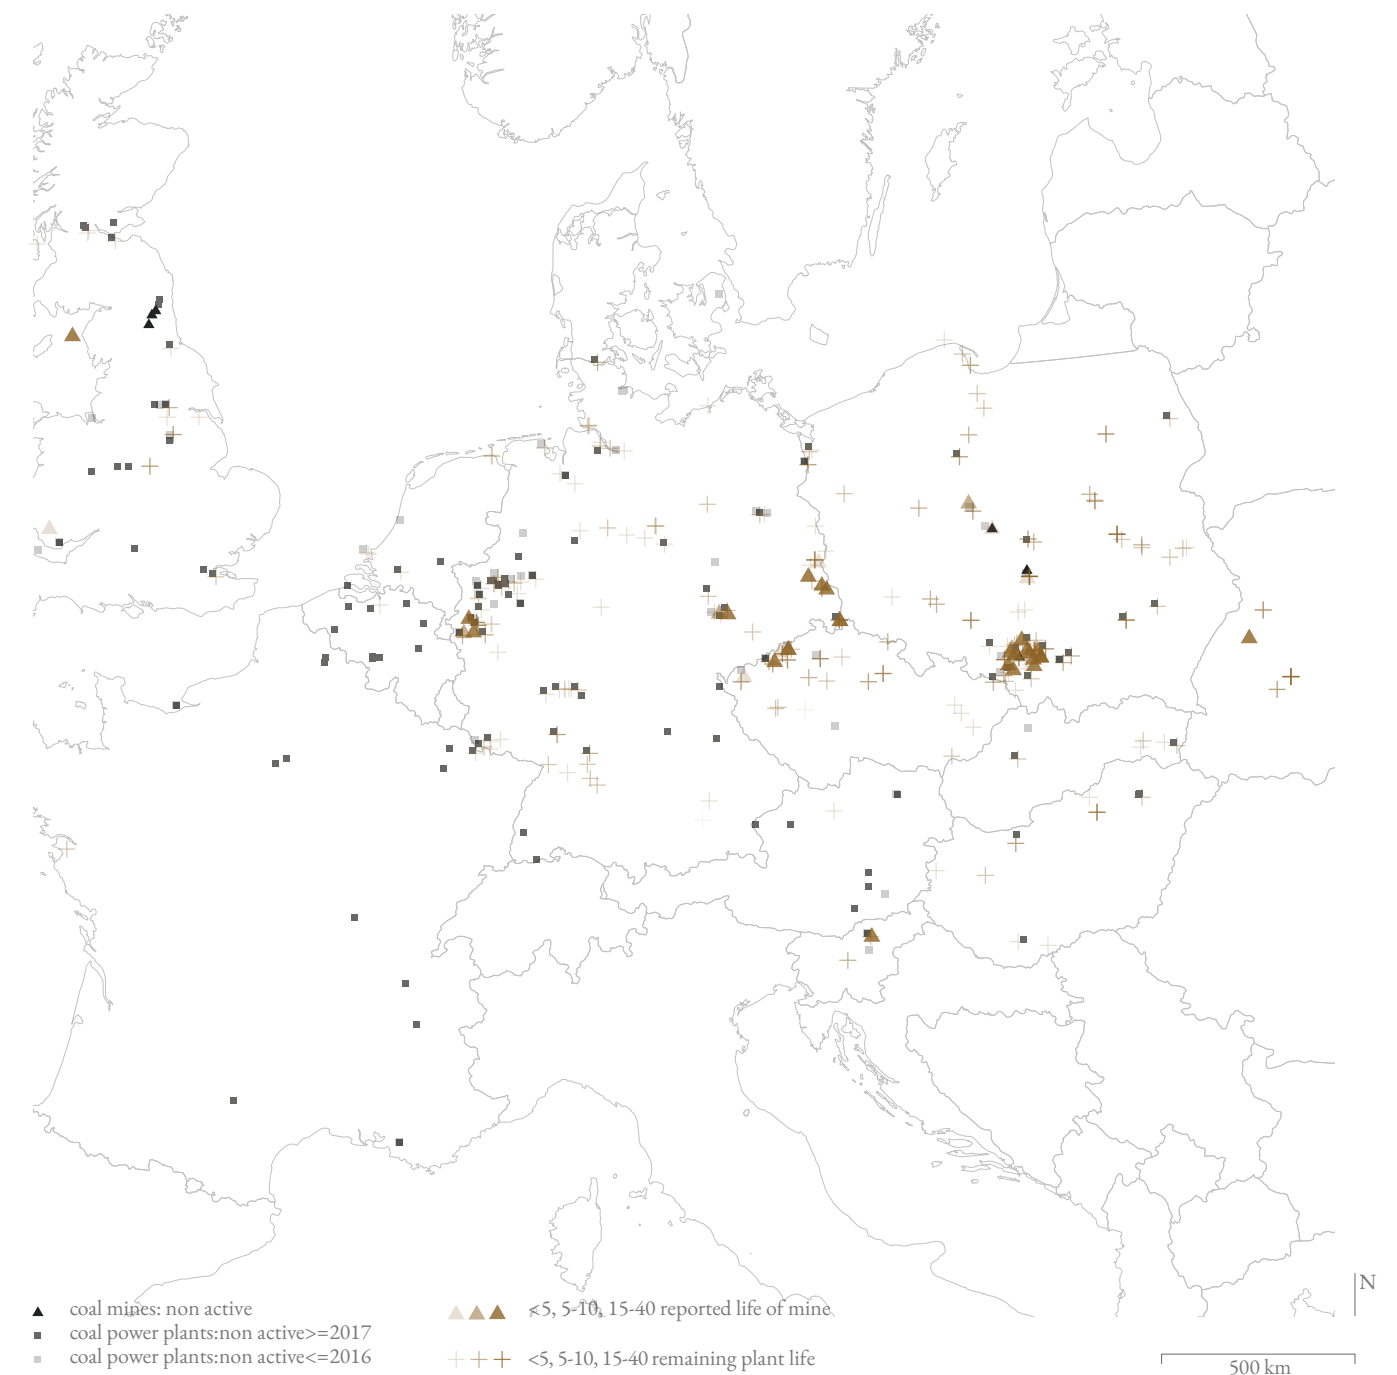 N
coal mines: non active
<5, 5-10, 15-40 reported life of mine
coal power plants:non active>=2017
coal power plants:non active<=2016
<5, 5-10, 15-40 remaining plant life
500 km